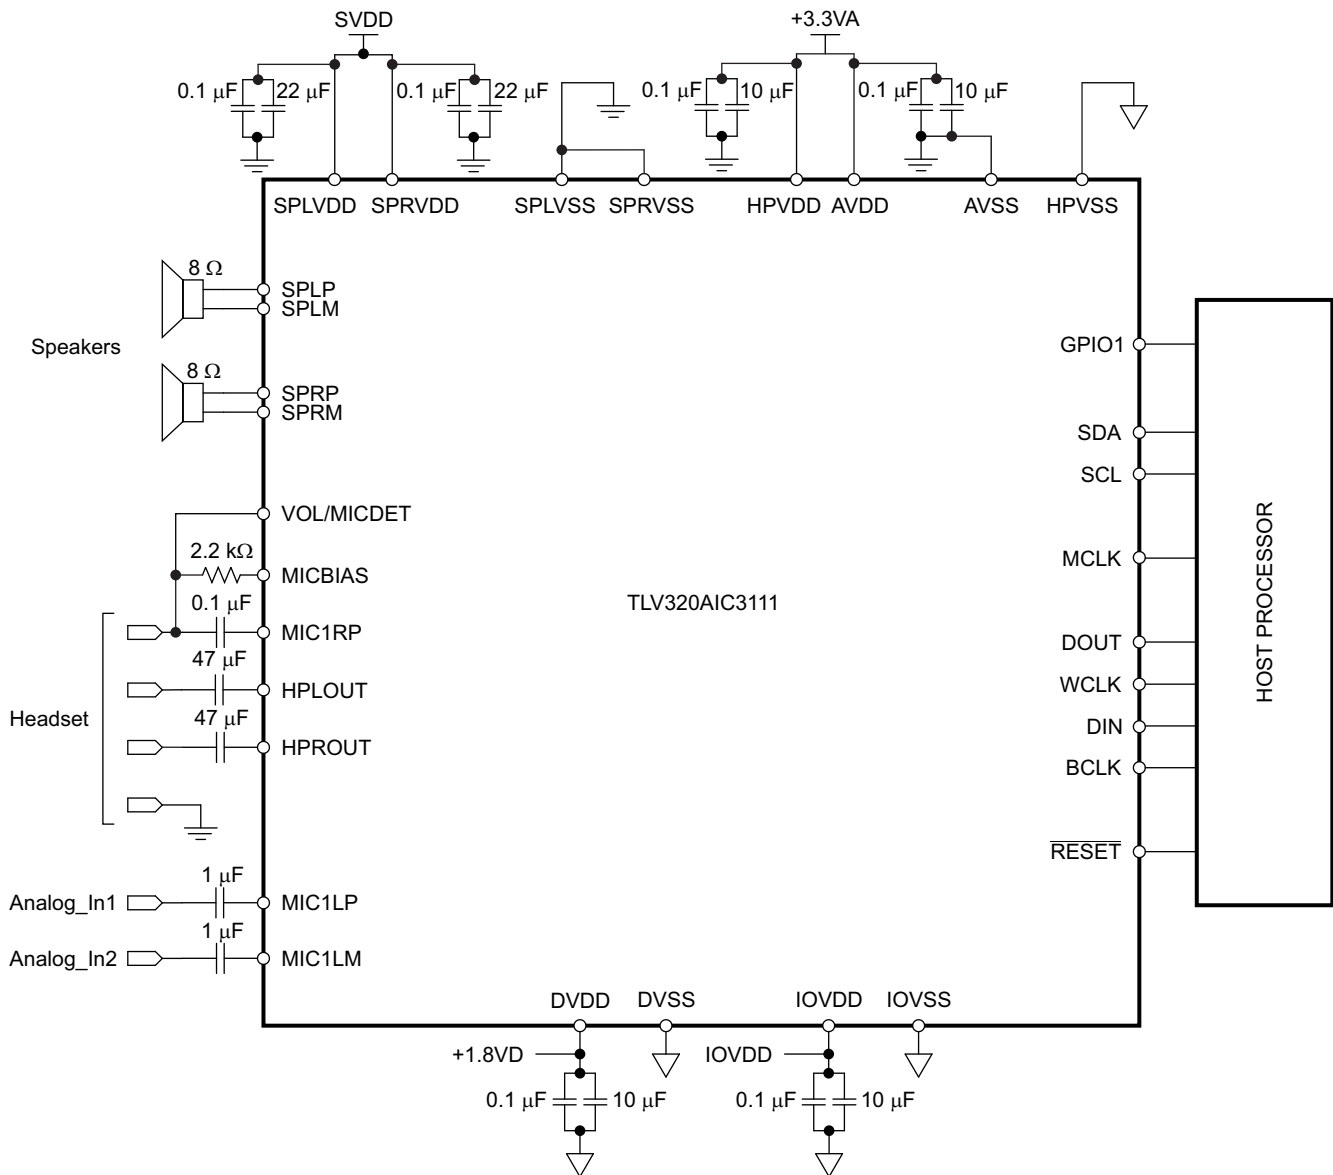 SVDD
+3.3VA
0.1 μF 22 μF 0.1 μF 22 μF 0.1 μF 10 μF 0.1 μF 10 μF
SPLVDD SPRVDD SPLVSS SPRVSS HPVDD AVDD AVSS HPVSS
8 Ω
SPLP
SPLM
Speakers
8 Ω
SPRP
SPRM
VOL/MICDET
2.2 kΩ
MICBIAS
0.1 μF
MIC1RP
47 μF
HPLOUT
Headset
47 μF
HPROUT
1 μF
Analog_In1 MIC1LP
1 μF
Analog_In2 MIC1LM
TLV320AIC3111
GPIO1
SDA
SCL
MCLK
DOUT
WCLK
DIN
BCLK
RESET
HOST PROCESSOR
DVDD DVSS IOVDD IOVSS
+1.8VD IOVDD
0.1 μF 10 μF 0.1 μF 10 μF